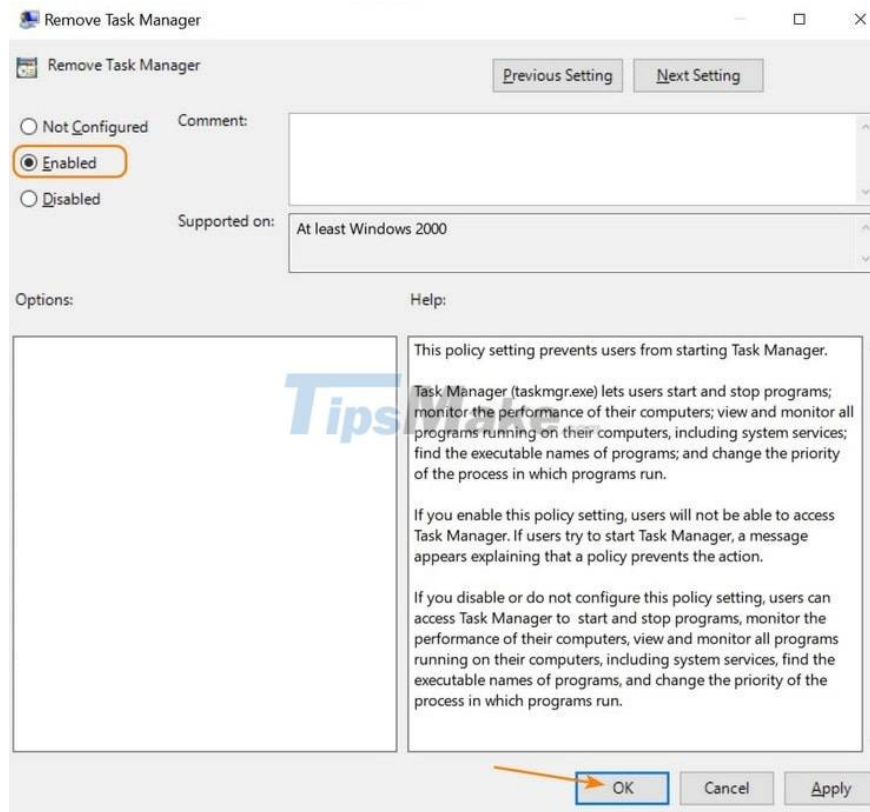 Remove Task Manager
Remove Task Manager
Previous Setting
Next Setting
Not Configured
Comment:
Enabled
Disabled
Supported on:
At least Windows 2000
Options:
Help:
This policy setting prevents users from starting Task Manager.
Task Manager (taskmgr.exe) lets users start and stop programs;
monitor the performance of their computers; view and monitor all
programs running on their computers, including system services;
find the executable names of programs; and change the priority
of the process in which programs run.
If you enable this policy setting, users will not be able to access
Task Manager. If users try to start Task Manager, a message
appears explaining that a policy prevents the action.
If you disable or do not configure this policy setting, users can
access Task Manager to  start and stop programs, monitor the
performance of their computers, view and monitor all programs
running on their computers, including system services, find the
executable names of programs, and change the priority of the
process in which programs run.
TipsMake.com
OK
Cancel
Apply